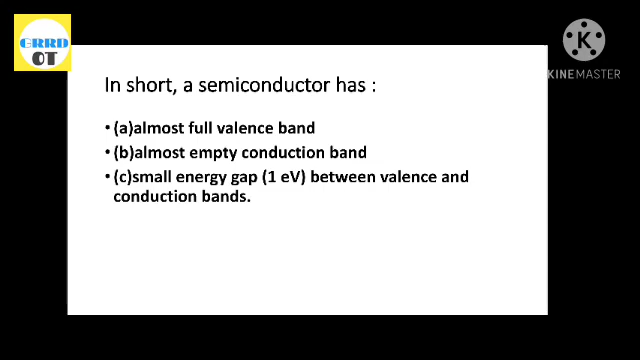 GRRD
OT
KINEMASTER
In short, a semiconductor has :
• (a)almost full valence band
• (b)almost empty conduction band
• (c)small energy gap (1 eV) between valence and
conduction bands.